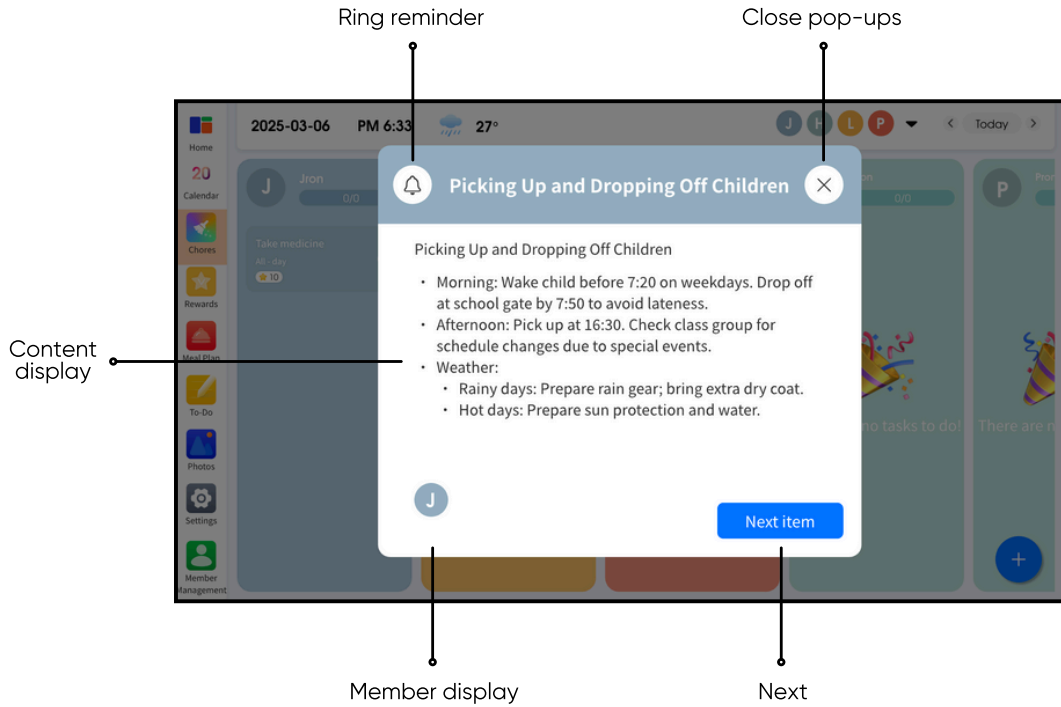 Ring reminder
Close pop-ups
2025-03-06 PM 6:33 27°
J H L P
Today
Home
20
Calendar
Chores
Rewards
Meal Plan
To-Do
Photos
Settings
Member
Management
J Jron
0/0
Take medicine
All - day
10
Picking Up and Dropping Off Children
Picking Up and Dropping Off Children
• Morning: Wake child before 7:20 on weekdays. Drop off
at school gate by 7:50 to avoid lateness.
• Afternoon: Pick up at 16:30. Check class group for
schedule changes due to special events.
• Weather:
• Rainy days: Prepare rain gear; bring extra dry coat.
• Hot days: Prepare sun protection and water.
J
Next item
0/0
no tasks to do!
P
There are
+
Content
display
Member display
Next